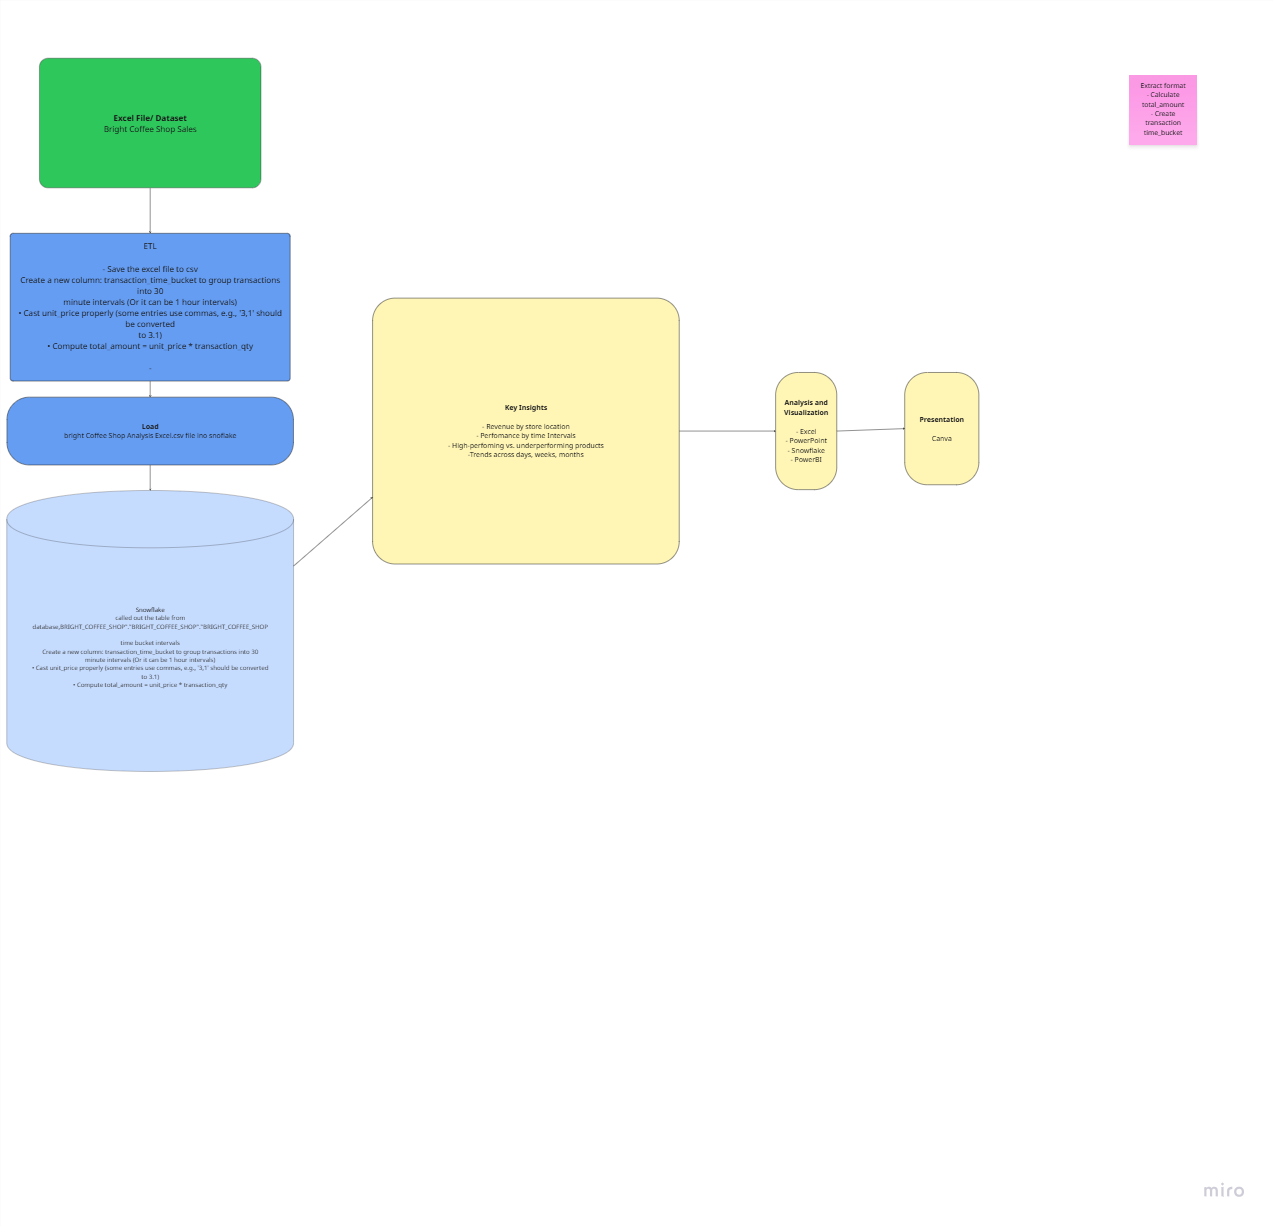 Excel File/ Dataset
Bright Coffee Shop Sales
Extract format
- Calculate
total_amount
- Create
transaction
time_bucket
ETL
- Save the excel file to csv
Create a new column: transaction_time_bucket to group transactions
into 30
minute intervals (Or it can be 1 hour intervals)
• Cast unit_price properly (some entries use commas, e.g., '3,1' should
be converted
to 3.1)
• Compute total_amount = unit_price * transaction_qty
.
Load
bright Coffee Shop Analysis Excel.csv file ino snoflake
Snowflake
called out the table from
database,BRIGHT_COFFEE_SHOP"."BRIGHT_COFFEE_SHOP"."BRIGHT_COFFEE_SHOP
time bucket intervals
Create a new column: transaction_time_bucket to group transactions into 30
minute intervals (Or it can be 1 hour intervals)
• Cast unit_price properly (some entries use commas, e.g., '3,1' should be converted
to 3.1)
• Compute total_amount = unit_price * transaction_qty
Key Insights
- Revenue by store location
- Perfomance by time Intervals
- High-perfoming vs. underperforming products
-Trends across days, weeks, months
Analysis and
Visualization
- Excel
- PowerPoint
- Snowflake
- PowerBI
Presentation
Canva
miro